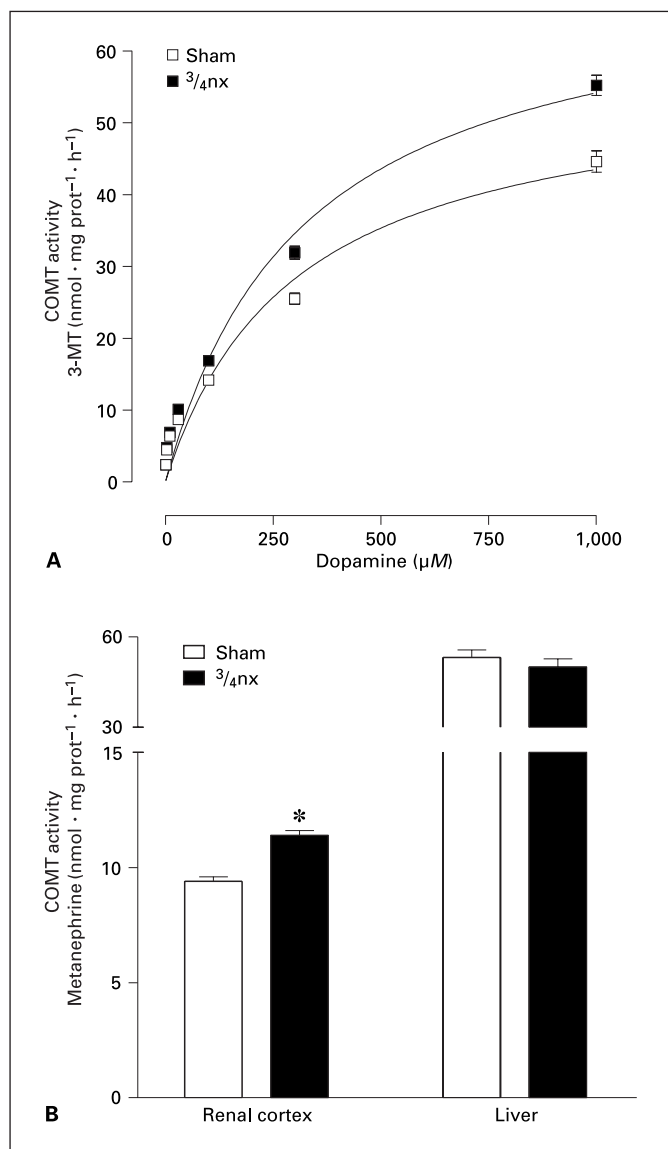 60
50
40
30
20
10
0
COMT activity
3-MT (nmol · mg prot⁻¹ · h⁻¹)
Sham
³/₄nx
0
250
500
750
1,000
Dopamine (µM)
A
60
30
15
10
5
0
COMT activity
Metanephrine (nmol · mg prot⁻¹ · h⁻¹)
Sham
³/₄nx
*
Renal cortex
Liver
B